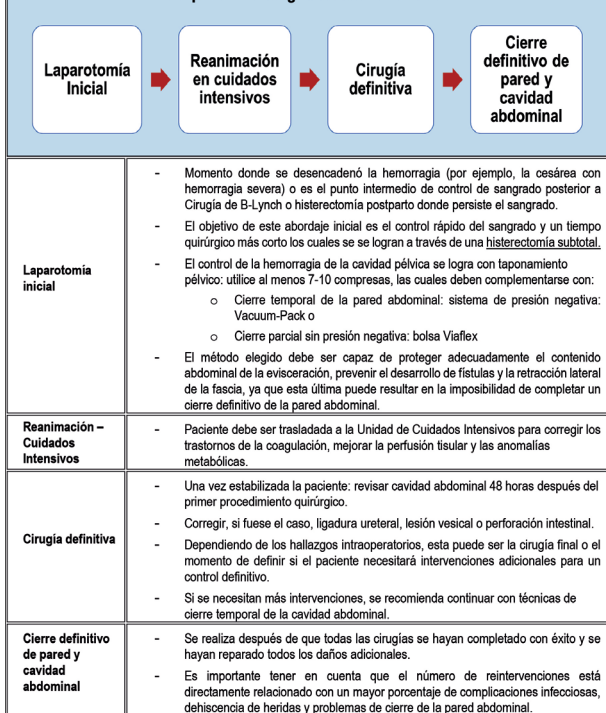 Laparotomía
Inicial
Reanimación
en cuidados
intensivos
Cirugía
definitiva
Cierre
definitivo de
pared y
cavidad
abdominal
Laparotomía
inicial
- Momento donde se desencadenó la hemorragia (por ejemplo, la cesárea con
hemorragia severa) o es el punto intermedio de control de sangrado posterior a
Cirugía de B-Lynch o histerectomía postparto donde persiste el sangrado.
- El objetivo de este abordaje inicial es el control rápido del sangrado y un tiempo
quirúrgico más corto los cuales se se logran a través de una histerectomía subtotal.
- El control de la hemorragia de la cavidad pélvica se logra con taponamiento
pélvico: utilice al menos 7-10 compresas, las cuales deben complementarse con:
o Cierre temporal de la pared abdominal: sistema de presión negativa:
Vacuum-Pack o
o Cierre parcial sin presión negativa: bolsa Viaflex
- El método elegido debe ser capaz de proteger adecuadamente el contenido
abdominal de la evisceración, prevenir el desarrollo de fístulas y la retracción lateral
de la fascia, ya que esta última puede resultar en la imposibilidad de completar un
cierre definitivo de la pared abdominal.
Reanimación –
Cuidados
Intensivos
- Paciente debe ser trasladada a la Unidad de Cuidados Intensivos para corregir los
trastornos de la coagulación, mejorar la perfusión tisular y las anomalías
metabólicas.
Cirugía definitiva
- Una vez estabilizada la paciente: revisar cavidad abdominal 48 horas después del
primer procedimiento quirúrgico.
- Corregir, si fuese el caso, ligadura ureteral, lesión vesical o perforación intestinal.
- Dependiendo de los hallazgos intraoperatorios, esta puede ser la cirugía final o el
momento de definir si el paciente necesitará intervenciones adicionales para un
control definitivo.
- Si se necesitan más intervenciones, se recomienda continuar con técnicas de
cierre temporal de la cavidad abdominal.
Cierre definitivo
de pared y
cavidad
abdominal
- Se realiza después de que todas las cirugías se hayan completado con éxito y se
hayan reparado todos los daños adicionales.
- Es importante tener en cuenta que el número de reintervenciones está
directamente relacionado con un mayor porcentaje de complicaciones infecciosas,
dehiscencia de heridas y problemas de cierre de la pared abdominal.